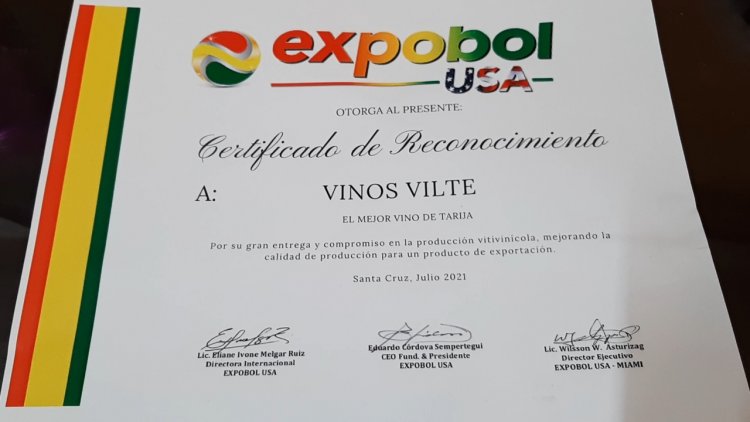 expobol
USA
OTORGA AL PRESENTE:
Certificado de Reconocimiento
A: VINOS VILTE
EL MEJOR VINO DE TARIJA
Por su gran entrega y compromiso en la producción vitivinícola, mejorando la
calidad de producción para un producto de exportación.
Santa Cruz, Julio 2021
Lic. Eliane Ivone Melgar Ruiz
Directora Internacional
EXPOBOL USA
Eduardo Córdova Sempertegui
CEO Fund. & Presidente
EXPOBOL USA
Lic. Wilsson W. Asturizag
Director Ejecutivo
EXPOBOL USA - MIAMI